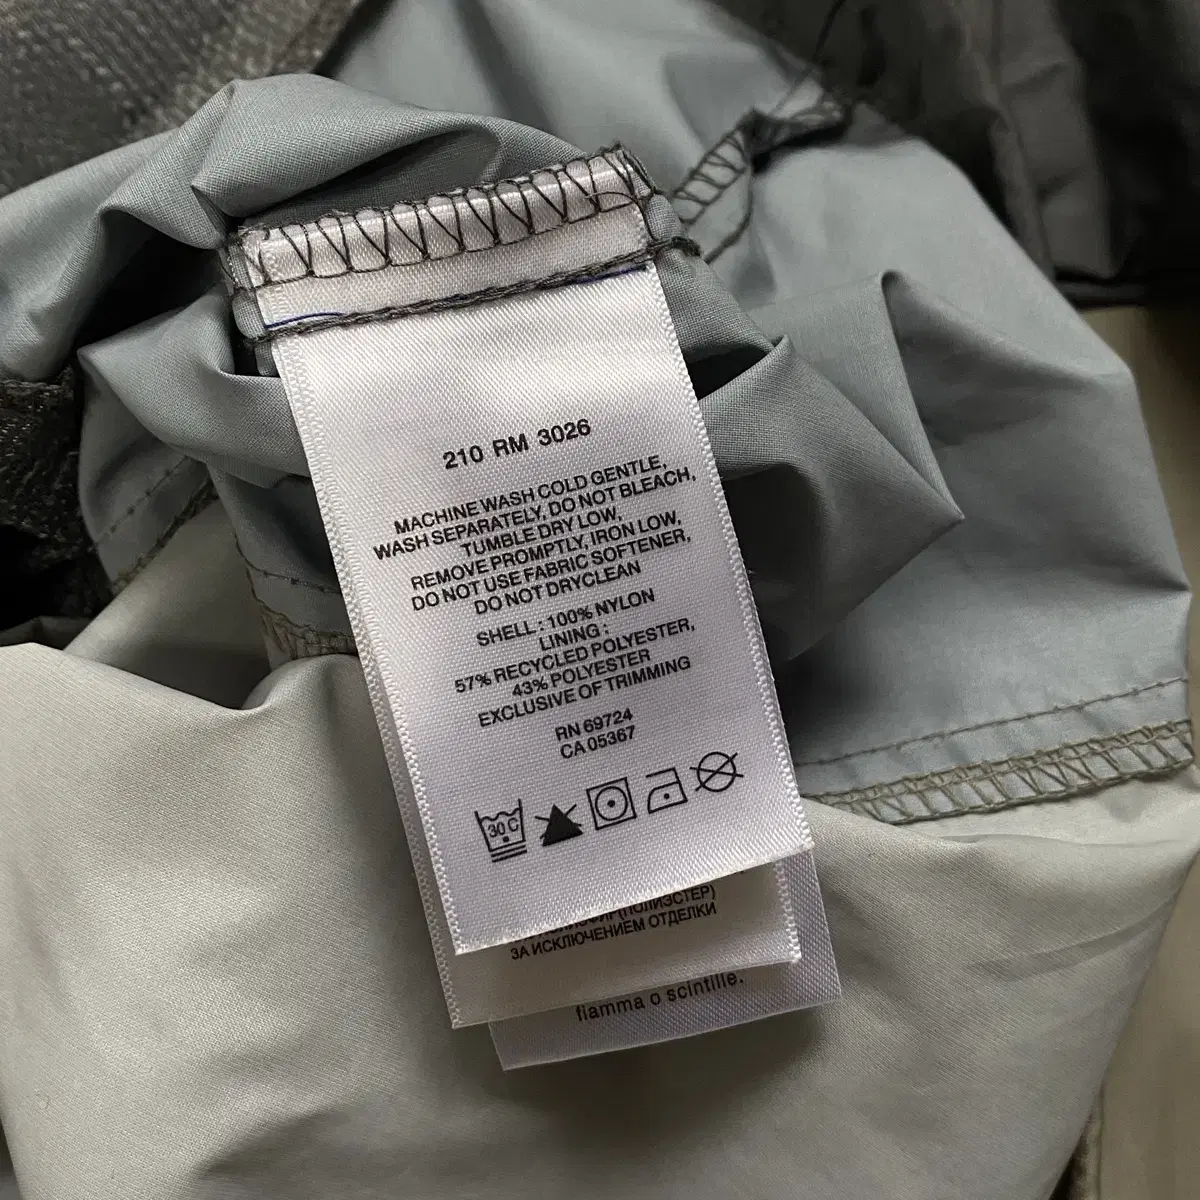 210 RM 3026
MACHINE WASH COLD GENTLE,
WASH SEPARATELY, DO NOT BLEACH,
TUMBLE DRY LOW,
REMOVE PROMPTLY, IRON LOW,
DO NOT USE FABRIC SOFTENER,
DO NOT DRYCLEAN
SHELL : 100% NYLON
LINING :
57% RECYCLED POLYESTER,
43% POLYESTER
EXCLUSIVE OF TRIMMING
RN 69724
CA 05367
30 C
ЗА ИСКЛЮЧЕНИЕМ ОТДЕЛКИ
fiamma o scintille.